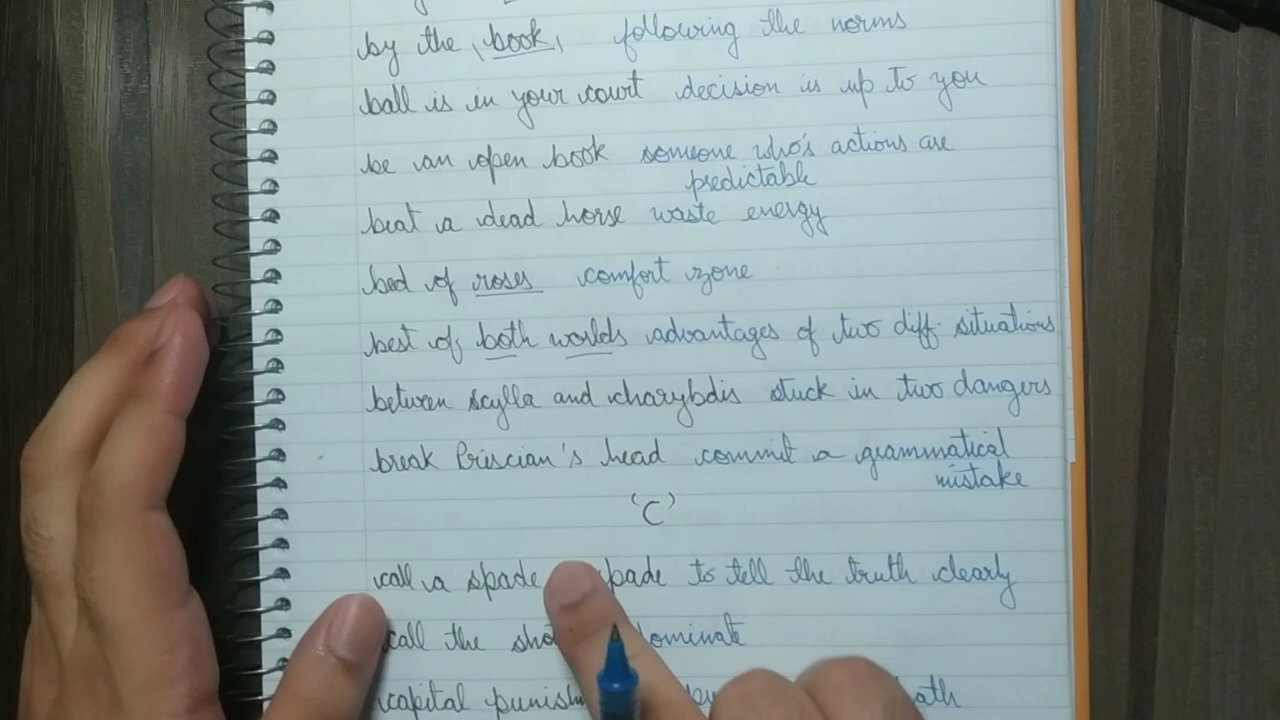 by the book, following the norms
ball is in your court decision is up to you
be an open book someone who's actions are
predictable
beat a dead horse waste energy
bed of roses comfort zone
best of both worlds advantages of two diff. situations
between scylla and charybdis stuck in two dangers
break Priscian's head commit a grammatical
mistake
'C'
call a spade spade to tell the truth clearly
call the
capital